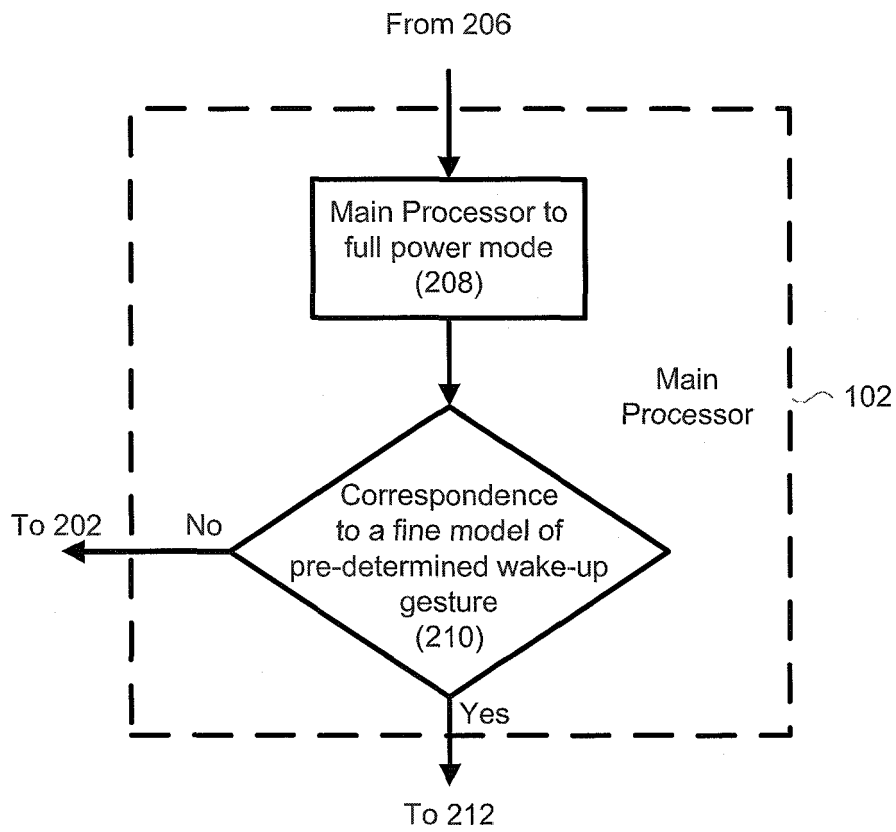 From 206
Main Processor to
full power mode
(208)
Main
Processor
102
Correspondence
to a fine model of
pre-determined wake-up
gesture
(210)
To 202
No
Yes
To 212